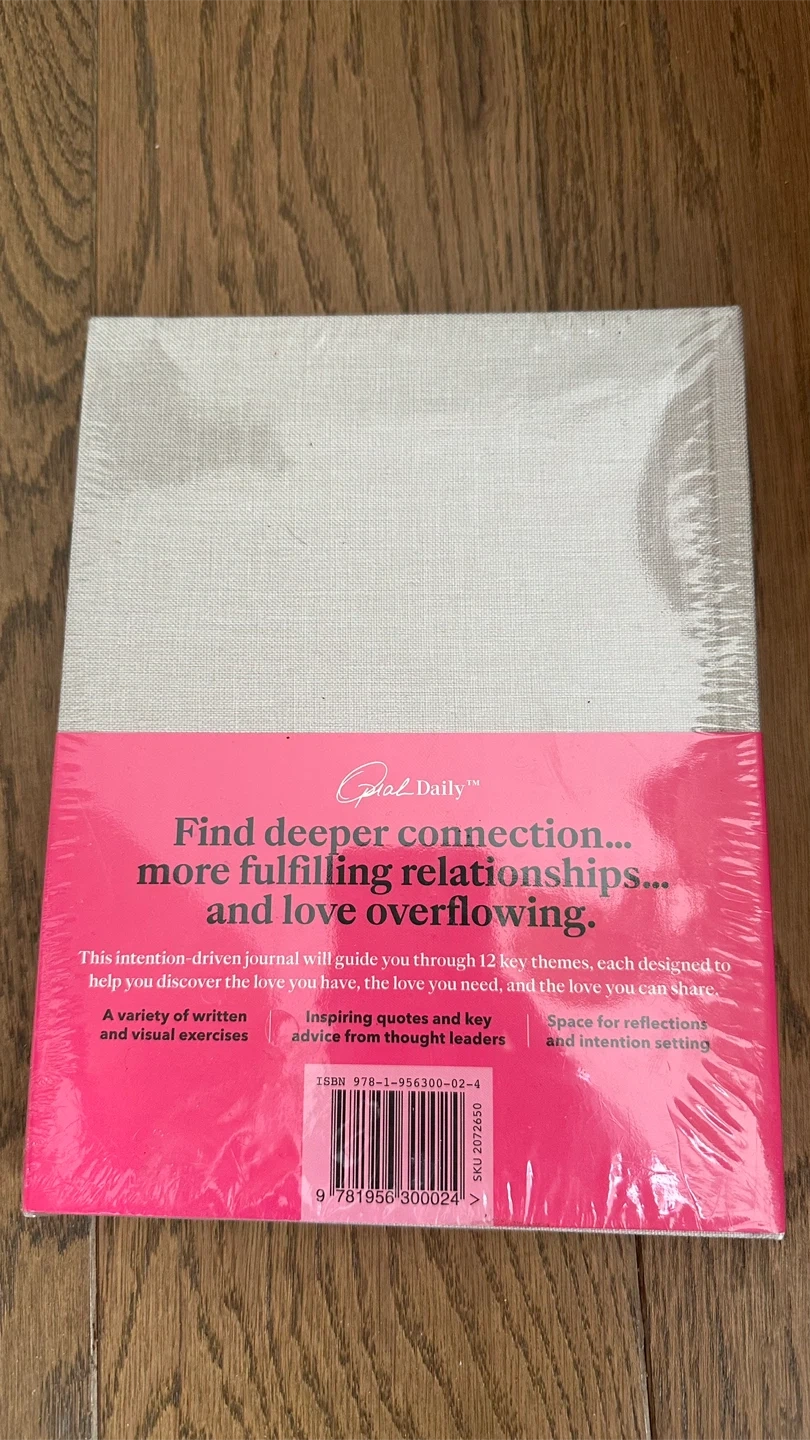 Oprah Daily™
Find deeper connection...
more fulfilling relationships...
and love overflowing.
This intention-driven journal will guide you through 12 key themes, each designed to
help you discover the love you have, the love you need, and the love you can share.
A variety of written
and visual exercises
Inspiring quotes and key
advice from thought leaders
Space for reflections
and intention setting
ISBN 978-1-956300-02-4
SKU 2072650
9 781956 300024 >